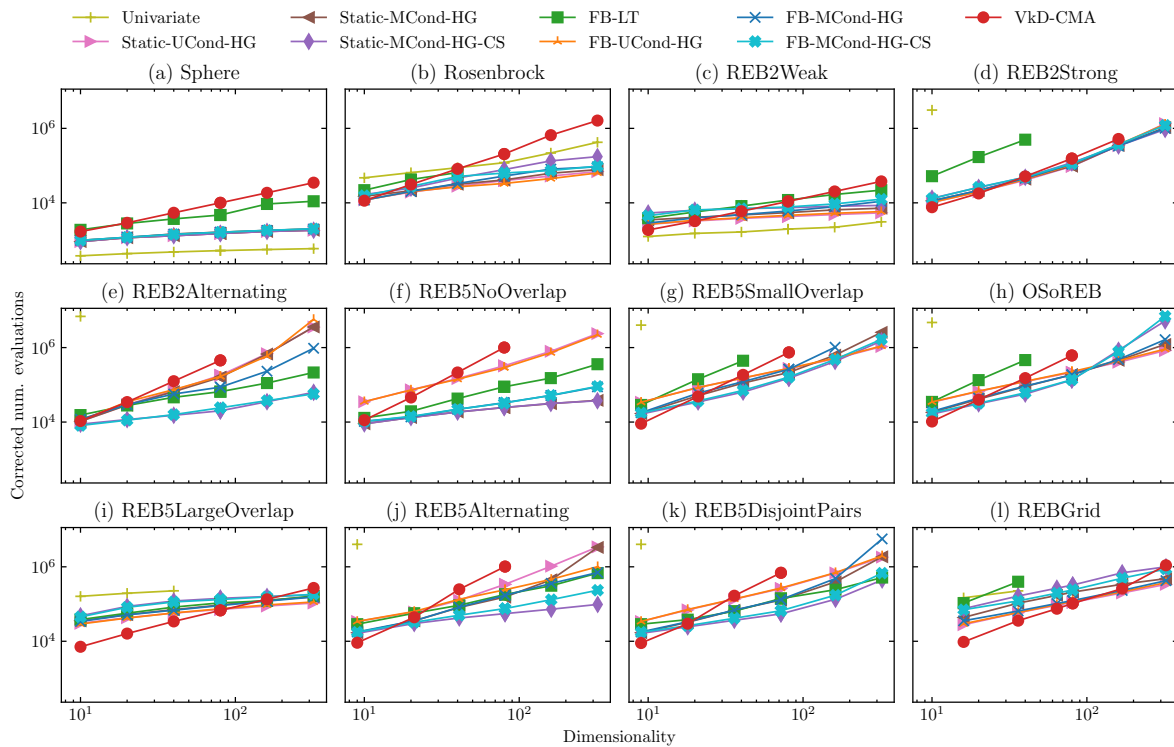 Univariate
Static-MCond-HG
FB-LT
FB-MCond-HG
VkD-CMA
Static-UCond-HG
Static-MCond-HG-CS
FB-UCond-HG
FB-MCond-HG-CS
(a) Sphere
(b) Rosenbrock
(c) REB2Weak
(d) REB2Strong
10^6
10^4
(e) REB2Alternating
(f) REB5NoOverlap
(g) REB5SmallOverlap
(h) OSoREB
10^6
10^4
Corrected num. evaluations
(i) REB5LargeOverlap
(j) REB5Alternating
(k) REB5DisjointPairs
(l) REBGrid
10^6
10^4
10^1 10^2 10^1 10^2 10^1 10^2 10^1 10^2
Dimensionality